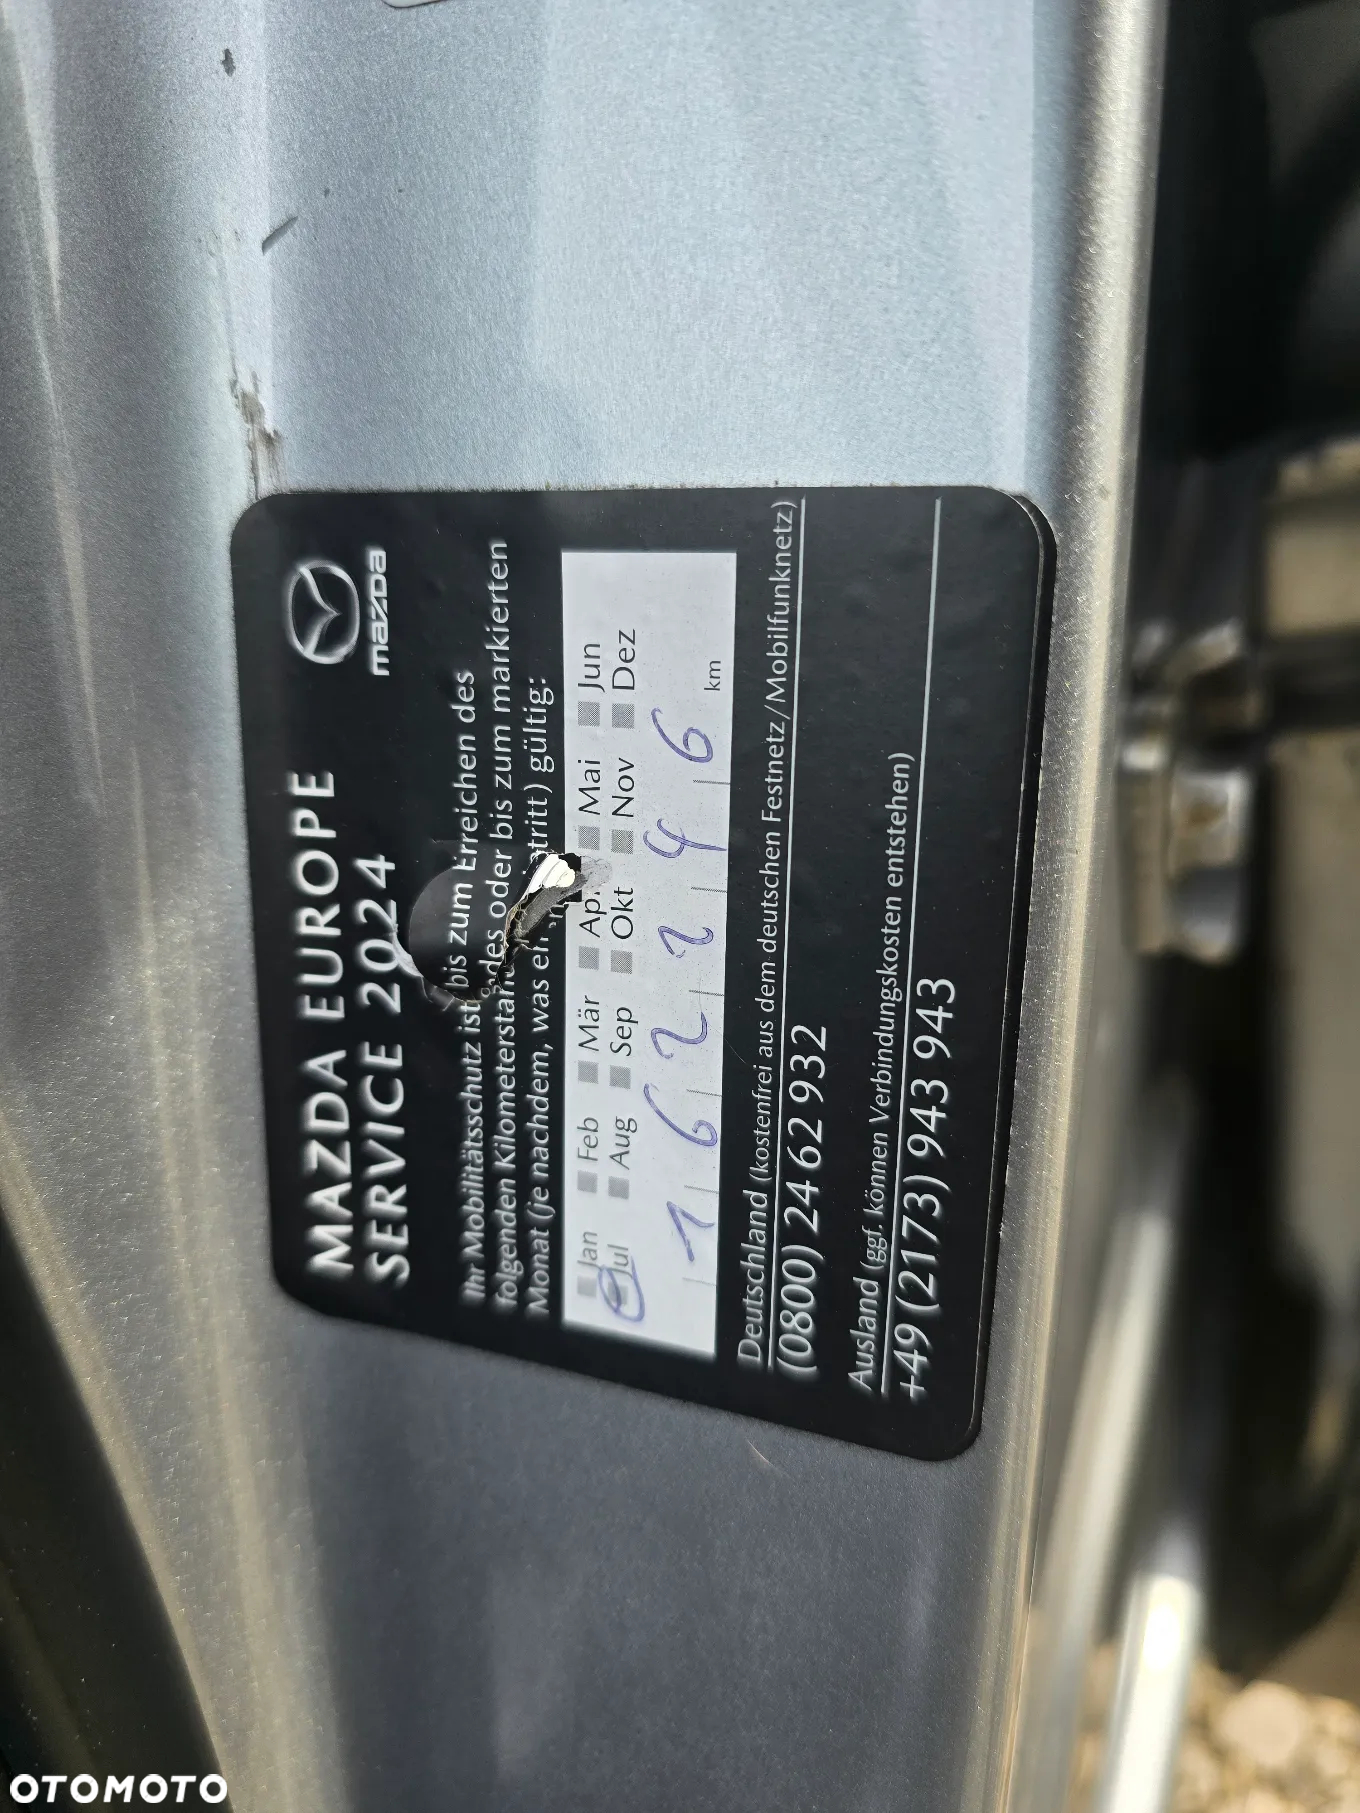 MAZDA EUROPE
SERVICE 2024
mazda
Ihr Mobilitätsschutz ist bis zum Erreichen des
folgenden Kilometerstandes oder bis zum markierten
Monat (je nachdem, was eher eintritt) gültig:
Jan Feb Mär Apr Mai Jun
Jul Aug Sep Okt Nov Dez
162246 km
Deutschland (kostenfrei aus dem deutschen Festnetz/Mobilfunknetz)
(0800) 24 62 932
Ausland (ggf. können Verbindungskosten entstehen)
+49 (2173) 943 943
OTOMOTO